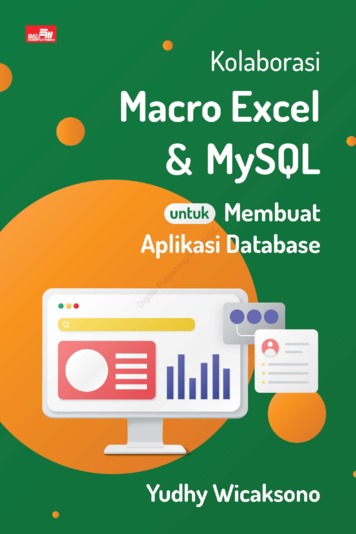 Kolaborasi
Macro Excel
& MySQL
untuk Membuat
Aplikasi Database
Yudhy Wicaksono